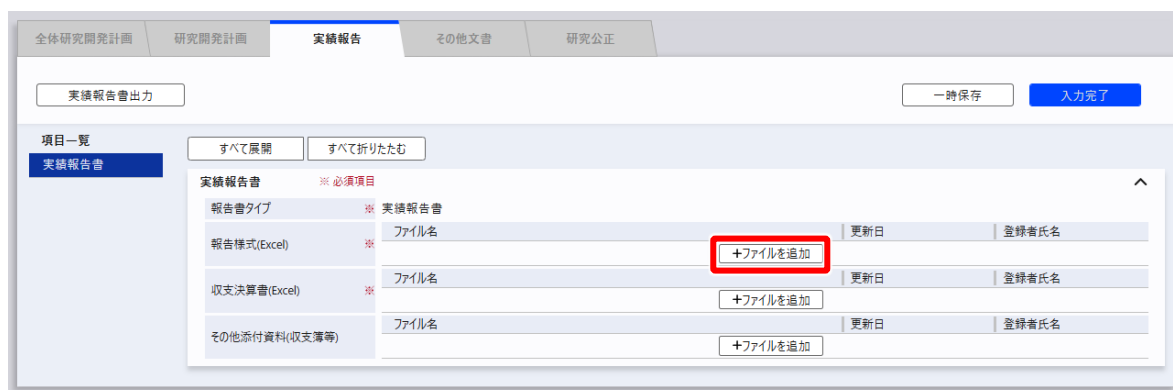 全体研究開発計画 研究開発計画 実績報告 その他文書 研究公正
実績報告書出力 一時保存 入力完了
項目一覧
実績報告書
すべて展開 すべて折りたたむ
実績報告書 ※ 必須項目
報告書タイプ ※ 実績報告書
報告様式(Excel) ※ ファイル名 更新日 登録者氏名
+ファイルを追加
収支決算書(Excel) ※ ファイル名 更新日 登録者氏名
+ファイルを追加
その他添付資料(収支簿等) ファイル名 更新日 登録者氏名
+ファイルを追加